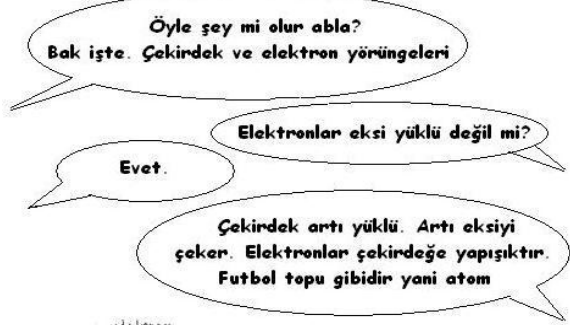 Öyle şey mi olur abla?
Bak işte. Çekirdek ve elektron yörüngeleri
Elektronlar eksi yüklü değil mi?
Evet.
Çekirdek artı yüklü. Artı eksiyi
çeker. Elektronlar çekirdeğe yapışıktır.
Futbol topu gibidir yani atom